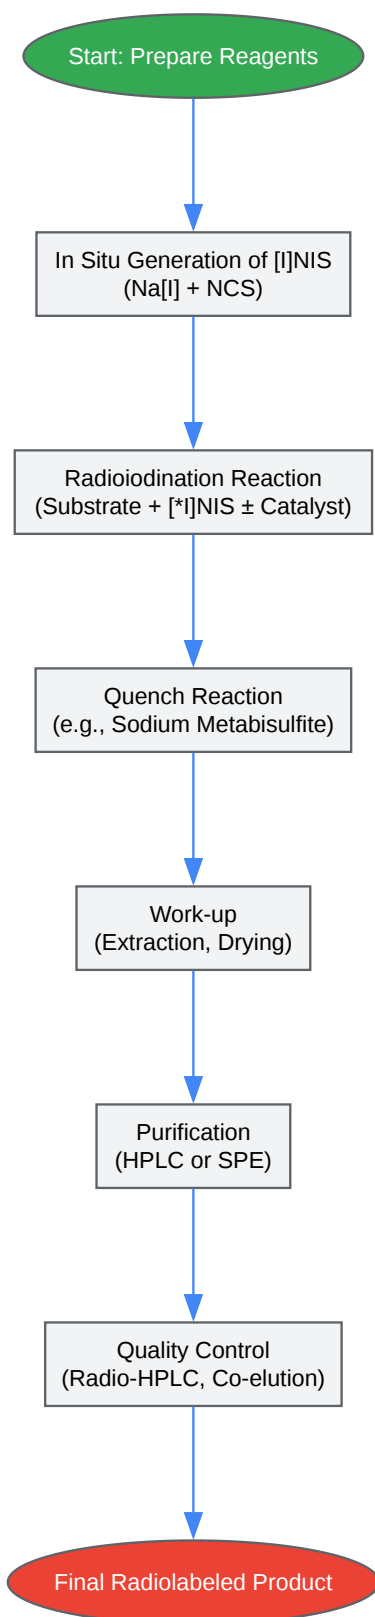 Start: Prepare Reagents
In Situ Generation of [I]NIS
(Na[I] + NCS)
Radioiodination Reaction
(Substrate + [*I]NIS ± Catalyst)
Quench Reaction
(e.g., Sodium Metabisulfite)
Work-up
(Extraction, Drying)
Purification
(HPLC or SPE)
Quality Control
(Radio-HPLC, Co-elution)
Final Radiolabeled Product